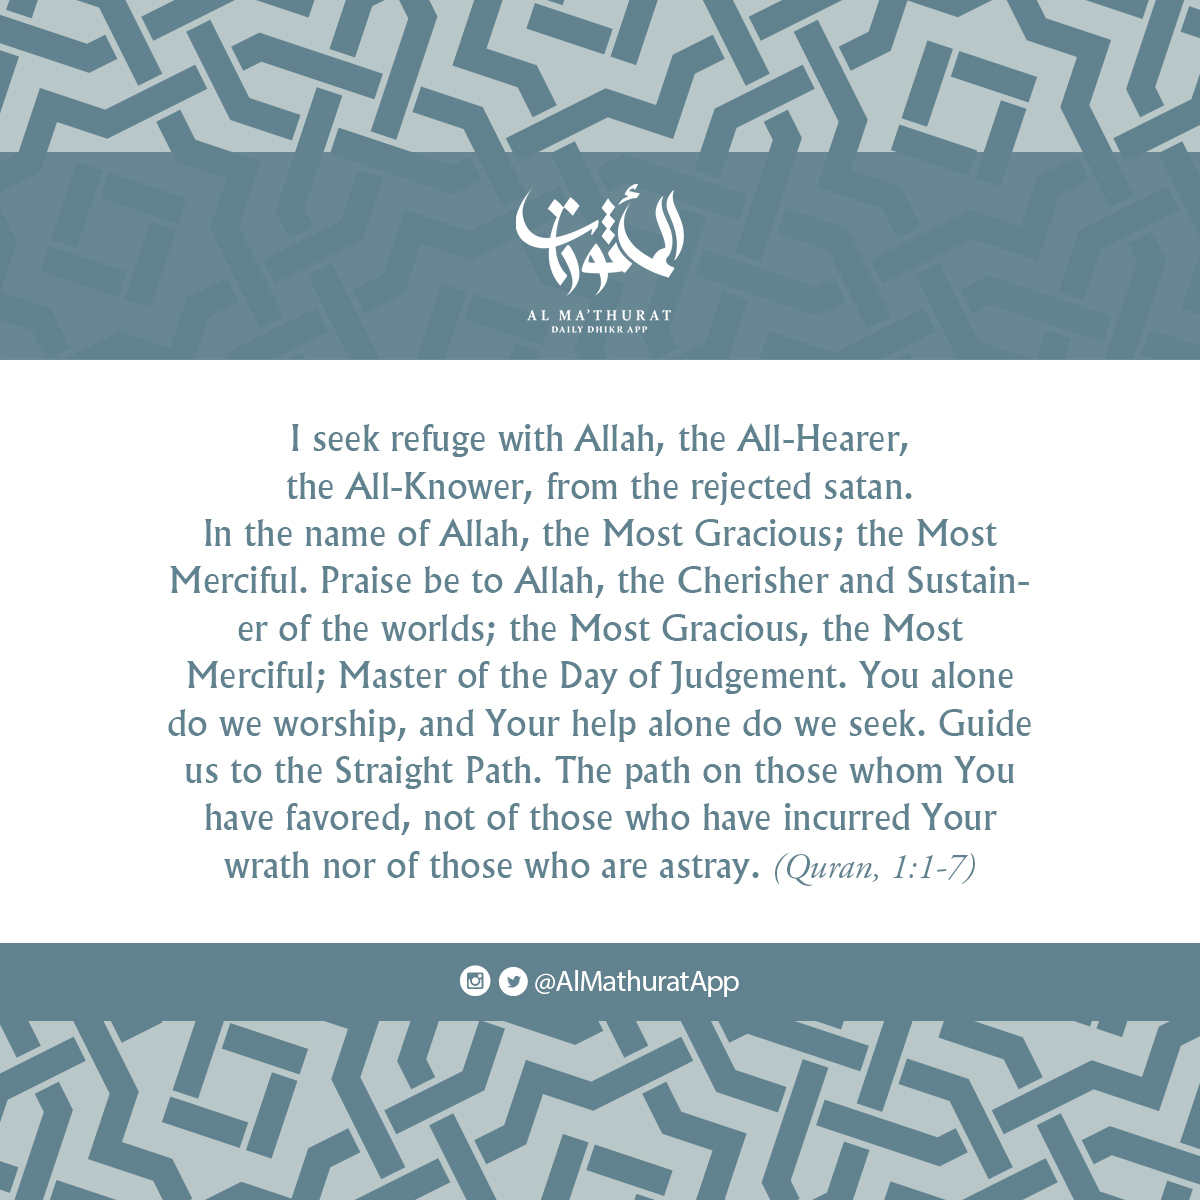 المأثورات
AL MA'THURAT
DAILY DHIKR APP
I seek refuge with Allah, the All-Hearer,
the All-Knower, from the rejected satan.
In the name of Allah, the Most Gracious; the Most
Merciful. Praise be to Allah, the Cherisher and Sustain-
er of the worlds; the Most Gracious, the Most
Merciful; Master of the Day of Judgement. You alone
do we worship, and Your help alone do we seek. Guide
us to the Straight Path. The path on those whom You
have favored, not of those who have incurred Your
wrath nor of those who are astray. (Quran, 1:1-7)
@AlMathuratApp